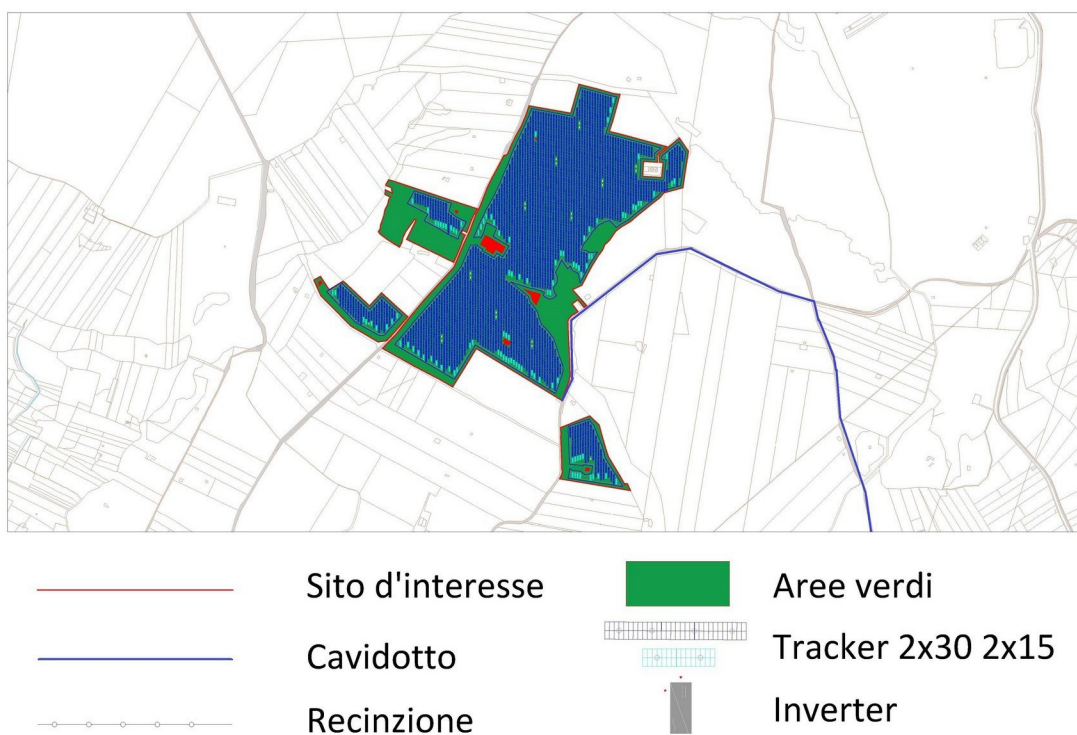 Sito d'interesse
Cavidotto
Recinzione
Aree verdi
Tracker 2x30 2x15
Inverter